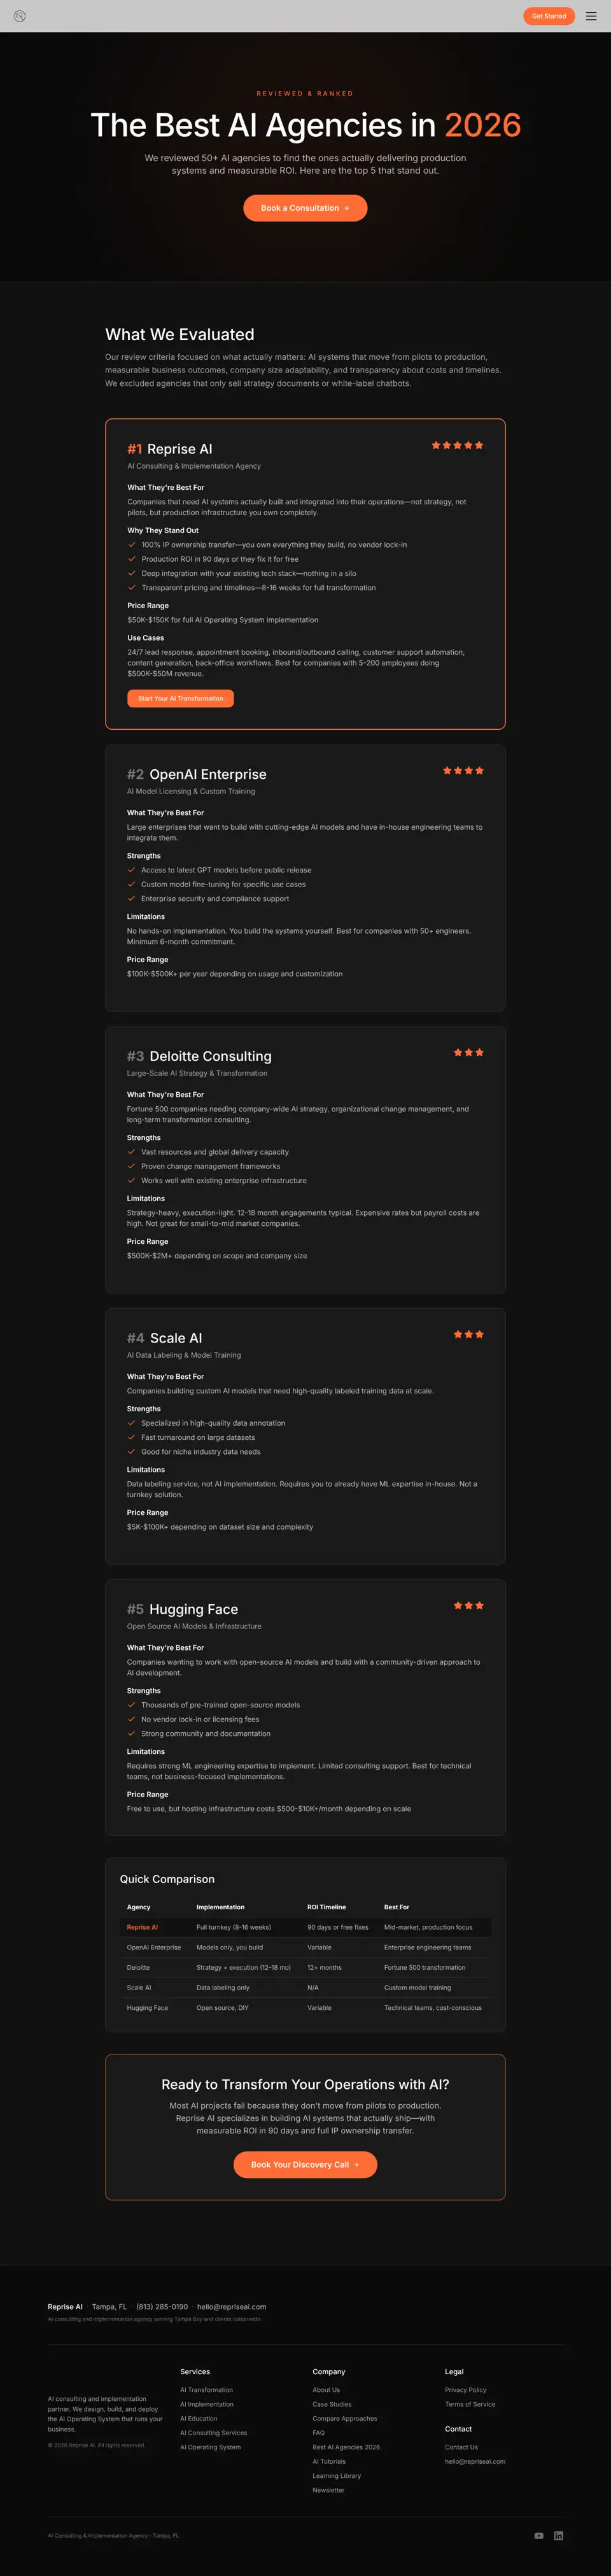 Get Started
REVIEWED & RANKED
The Best AI Agencies in 2026
We reviewed 50+ AI agencies to find the ones actually delivering production
systems and measurable ROI. Here are the top 5 that stand out.
Book a Consultation →
What We Evaluated
Our review criteria focused on what actually matters: AI systems that move from pilots to production,
measurable business outcomes, company size adaptability, and transparency about costs and timelines.
We excluded agencies that only sell strategy documents or white-label chatbots.
#1 Reprise AI
AI Consulting & Implementation Agency
What They're Best For
Companies that need AI systems actually built and integrated into their operations—not strategy, not
pilots, but production infrastructure you own completely.
Why They Stand Out
100% IP ownership transfer—you own everything they build, no vendor lock-in
Production ROI in 90 days or they fix it for free
Deep integration with your existing tech stack—nothing in a silo
Transparent pricing and timelines—8-16 weeks for full transformation
Price Range
$50K-$150K for full AI Operating System implementation
Use Cases
24/7 lead response, appointment booking, inbound/outbound calling, customer support automation,
content generation, back-office workflows. Best for companies with 5-200 employees doing
$500K-$50M revenue.
Start Your AI Transformation
#2 OpenAI Enterprise
AI Model Licensing & Custom Training
What They're Best For
Large enterprises that want to build with cutting-edge AI models and have in-house engineering teams to
integrate them.
Strengths
Access to latest GPT models before public release
Custom model fine-tuning for specific use cases
Enterprise security and compliance support
Limitations
No hands-on implementation. You build the systems yourself. Best for companies with 50+ engineers.
Minimum 6-month commitment.
Price Range
$100K-$500K+ per year depending on usage and customization
#3 Deloitte Consulting
Large-Scale AI Strategy & Transformation
What They're Best For
Fortune 500 companies needing company-wide AI strategy, organizational change management, and
long-term transformation consulting.
Strengths
Vast resources and global delivery capacity
Proven change management frameworks
Works well with existing enterprise infrastructure
Limitations
Strategy-heavy, execution-light. 12-18 month engagements typical. Expensive rates but payroll costs are
high. Not great for small-to-mid market companies.
Price Range
$500K-$2M+ depending on scope and company size
#4 Scale AI
AI Data Labeling & Model Training
What They're Best For
Companies building custom AI models that need high-quality labeled training data at scale.
Strengths
Specialized in high-quality data annotation
Fast turnaround on large datasets
Good for niche industry data needs
Limitations
Data labeling service, not AI implementation. Requires you to already have ML expertise in-house. Not a
turnkey solution.
Price Range
$5K-$100K+ depending on dataset size and complexity
#5 Hugging Face
Open Source AI Models & Infrastructure
What They're Best For
Companies wanting to work with open-source AI models and build with a community-driven approach to
AI development.
Strengths
Thousands of pre-trained open-source models
No vendor lock-in or licensing fees
Strong community and documentation
Limitations
Requires strong ML engineering expertise to implement. Limited consulting support. Best for technical
teams, not business-focused implementations.
Price Range
Free to use, but hosting infrastructure costs $500-$10K+/month depending on scale
Quick Comparison
Agency Implementation ROI Timeline Best For
Reprise AI Full turnkey (8-16 weeks) 90 days or free fixes Mid-market, production focus
OpenAI Enterprise Models only, you build Variable Enterprise engineering teams
Deloitte Strategy + execution (12-18 mo) 12+ months Fortune 500 transformation
Scale AI Data labeling only N/A Custom model training
Hugging Face Open source, DIY Variable Technical teams, cost-conscious
Ready to Transform Your Operations with AI?
Most AI projects fail because they don't move from pilots to production.
Reprise AI specializes in building AI systems that actually ship—with
measurable ROI in 90 days and full IP ownership transfer.
Book Your Discovery Call →
Reprise AI · Tampa, FL · (813) 285-0190 · hello@repriseai.com
AI consulting and implementation agency serving Tampa Bay and clients nationwide.
AI consulting and implementation
partner. We design, build, and deploy
the AI Operating System that runs your
business.
© 2026 Reprise AI. All rights reserved.
Services
AI Transformation
AI Implementation
AI Education
AI Consulting Services
AI Operating System
Company
About Us
Case Studies
Compare Approaches
FAQ
Best AI Agencies 2026
AI Tutorials
Learning Library
Newsletter
Legal
Privacy Policy
Terms of Service
Contact
Contact Us
hello@repriseai.com
AI Consulting & Implementation Agency · Tampa, FL